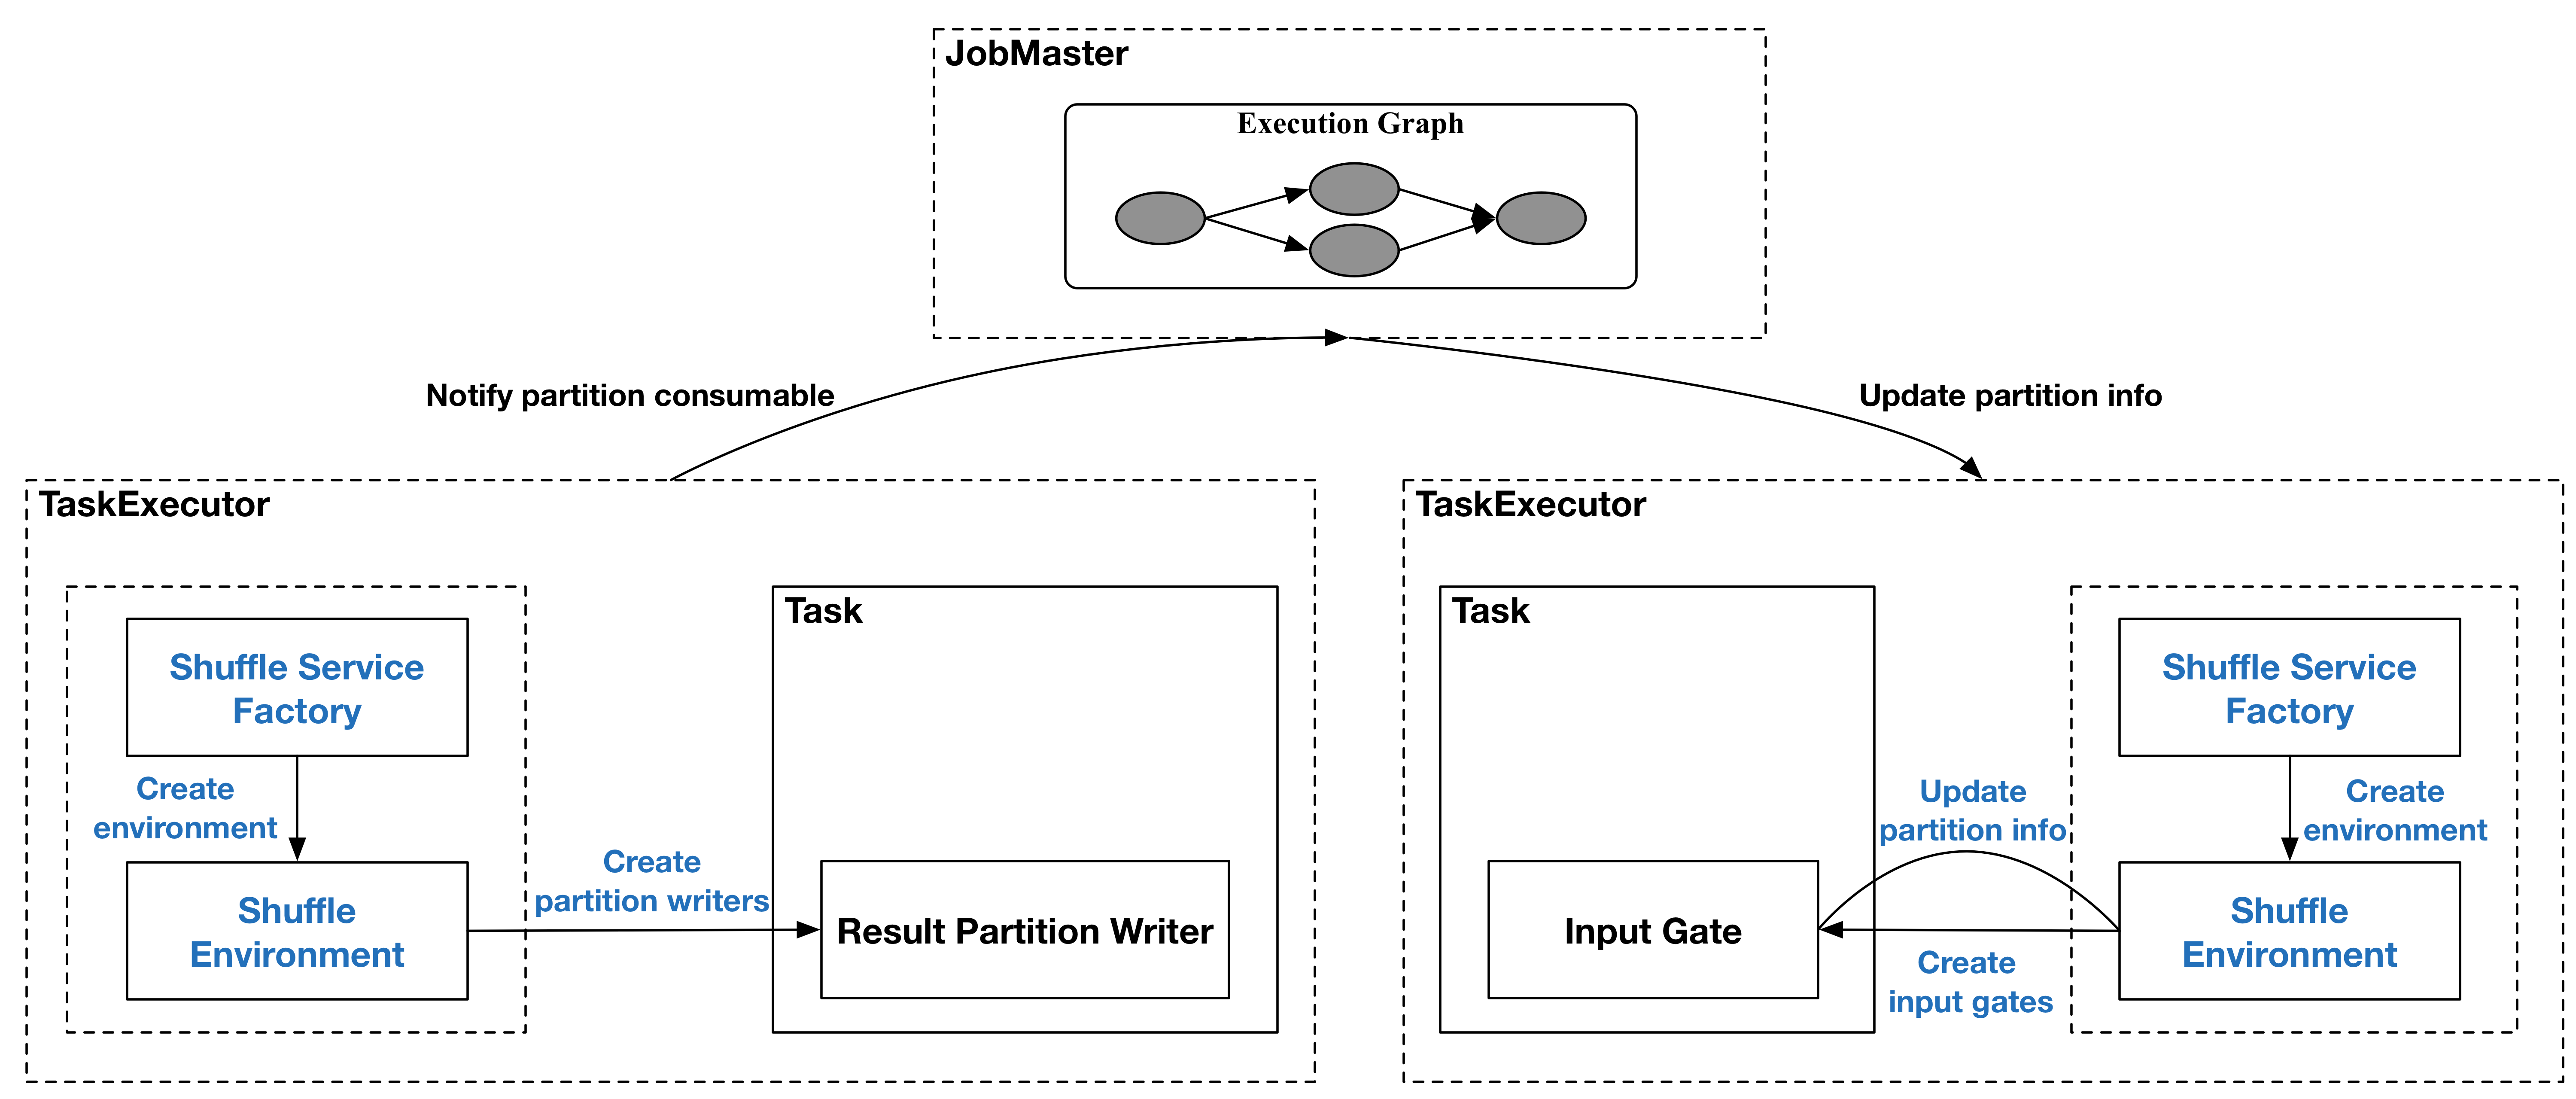 JobMaster
Execution Graph
Notify partition consumable
Update partition info
TaskExecutor
Shuffle Service
Factory
Create
environment
Shuffle
Environment
Create
partition writers
Task
Result Partition Writer
TaskExecutor
Task
Input Gate
Update
partition info
Create
input gates
Shuffle Service
Factory
Create
environment
Shuffle
Environment